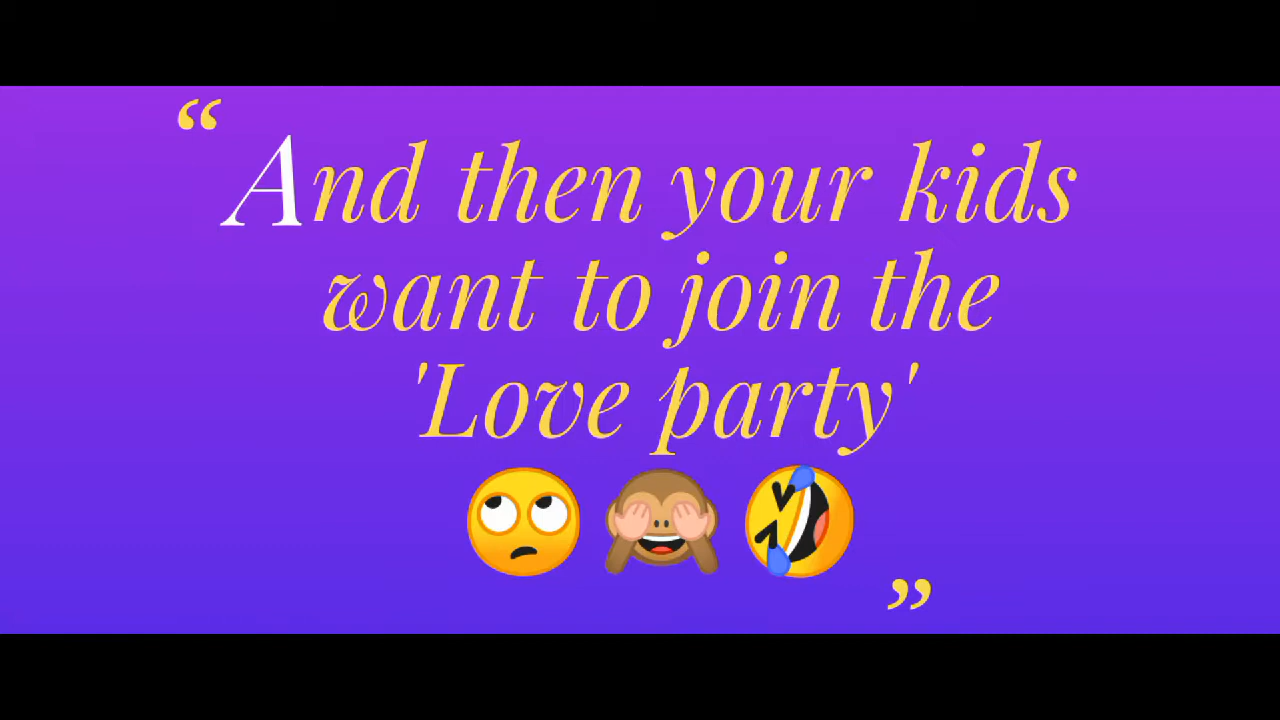 “And then your kids
want to join the
'Love party'
🙄🙈🤣”